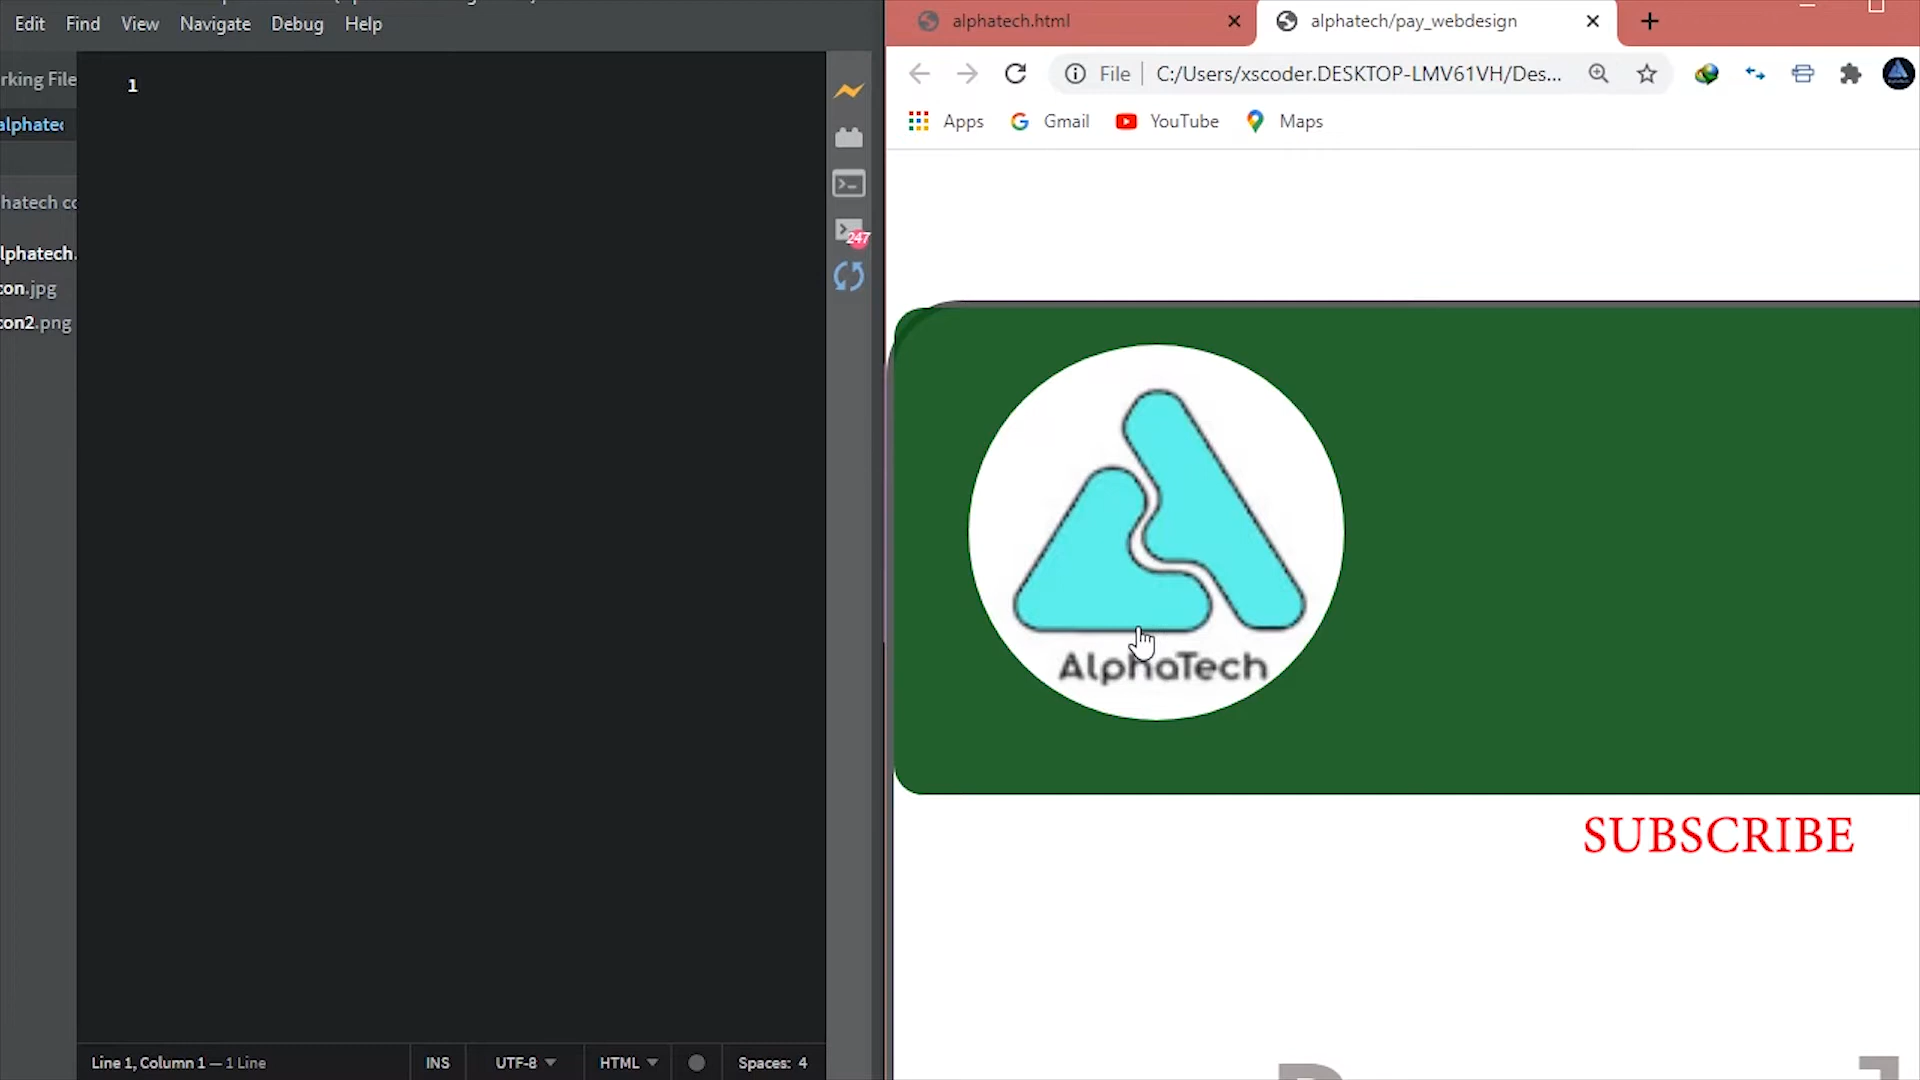 Edit Find View Navigate Debug Help
rking File
alphatec
hatech co
lphatech.
con.jpg
con2.png
1
247
Line 1, Column 1 — 1 Line
INS
UTF-8
HTML
Spaces: 4
alphatech.html
alphatech/pay_webdesign
File
C:/Users/xscoder.DESKTOP-LMV61VH/Des...
Apps
Gmail
YouTube
Maps
AlphaTech
SUBSCRIBE